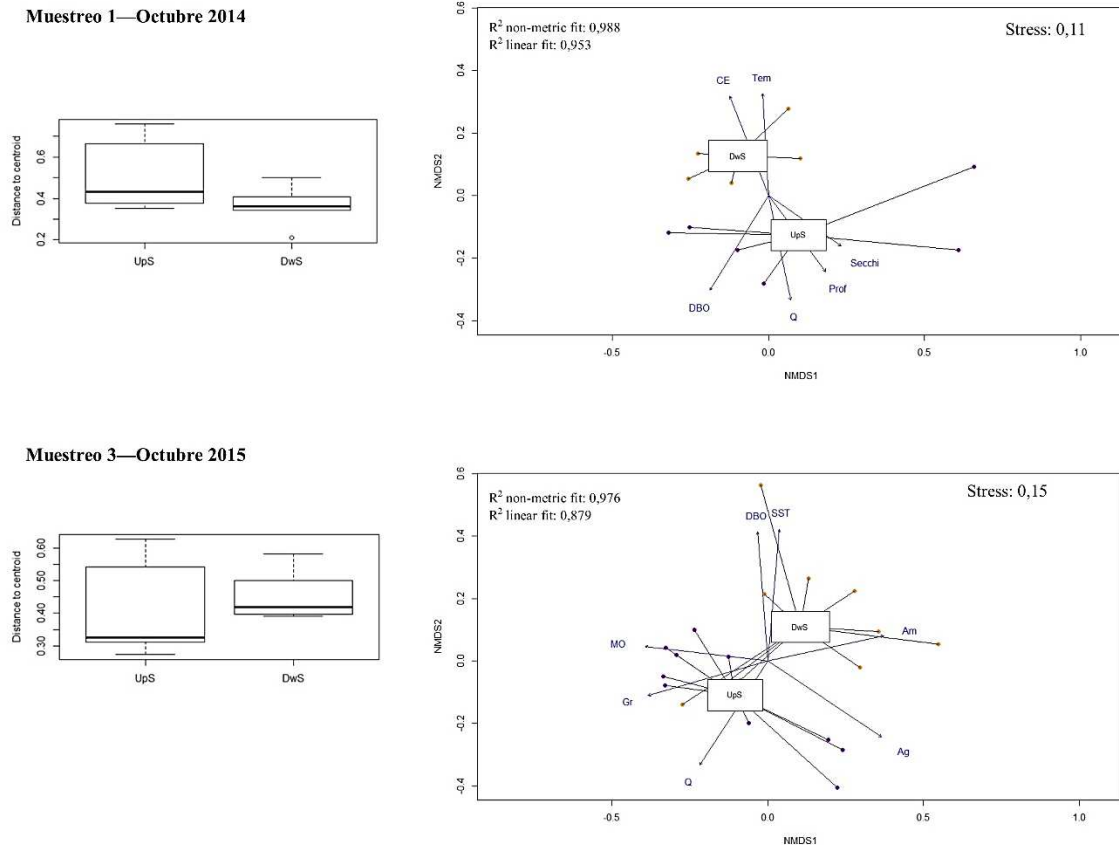 Muestreo 1—Octubre 2014
Distance to centroid
0.6
0.4
0.2
UpS
DwS
R² non-metric fit: 0,988
R² linear fit: 0,953
Stress: 0,11
NMDS2
0.6
0.4
0.2
0.0
-0.2
-0.4
CE
Tem
DwS
UpS
Secchi
Prof
DBO
Q
-0.5
0.0
0.5
1.0
NMDS1
Muestreo 3—Octubre 2015
Distance to centroid
0.60
0.50
0.40
0.30
UpS
DwS
R² non-metric fit: 0,976
R² linear fit: 0,879
Stress: 0,15
NMDS2
0.6
0.4
0.2
0.0
-0.2
-0.4
DBO
SST
DwS
Am
MO
Gr
UpS
Ag
Q
-0.5
0.0
0.5
1.0
NMDS1